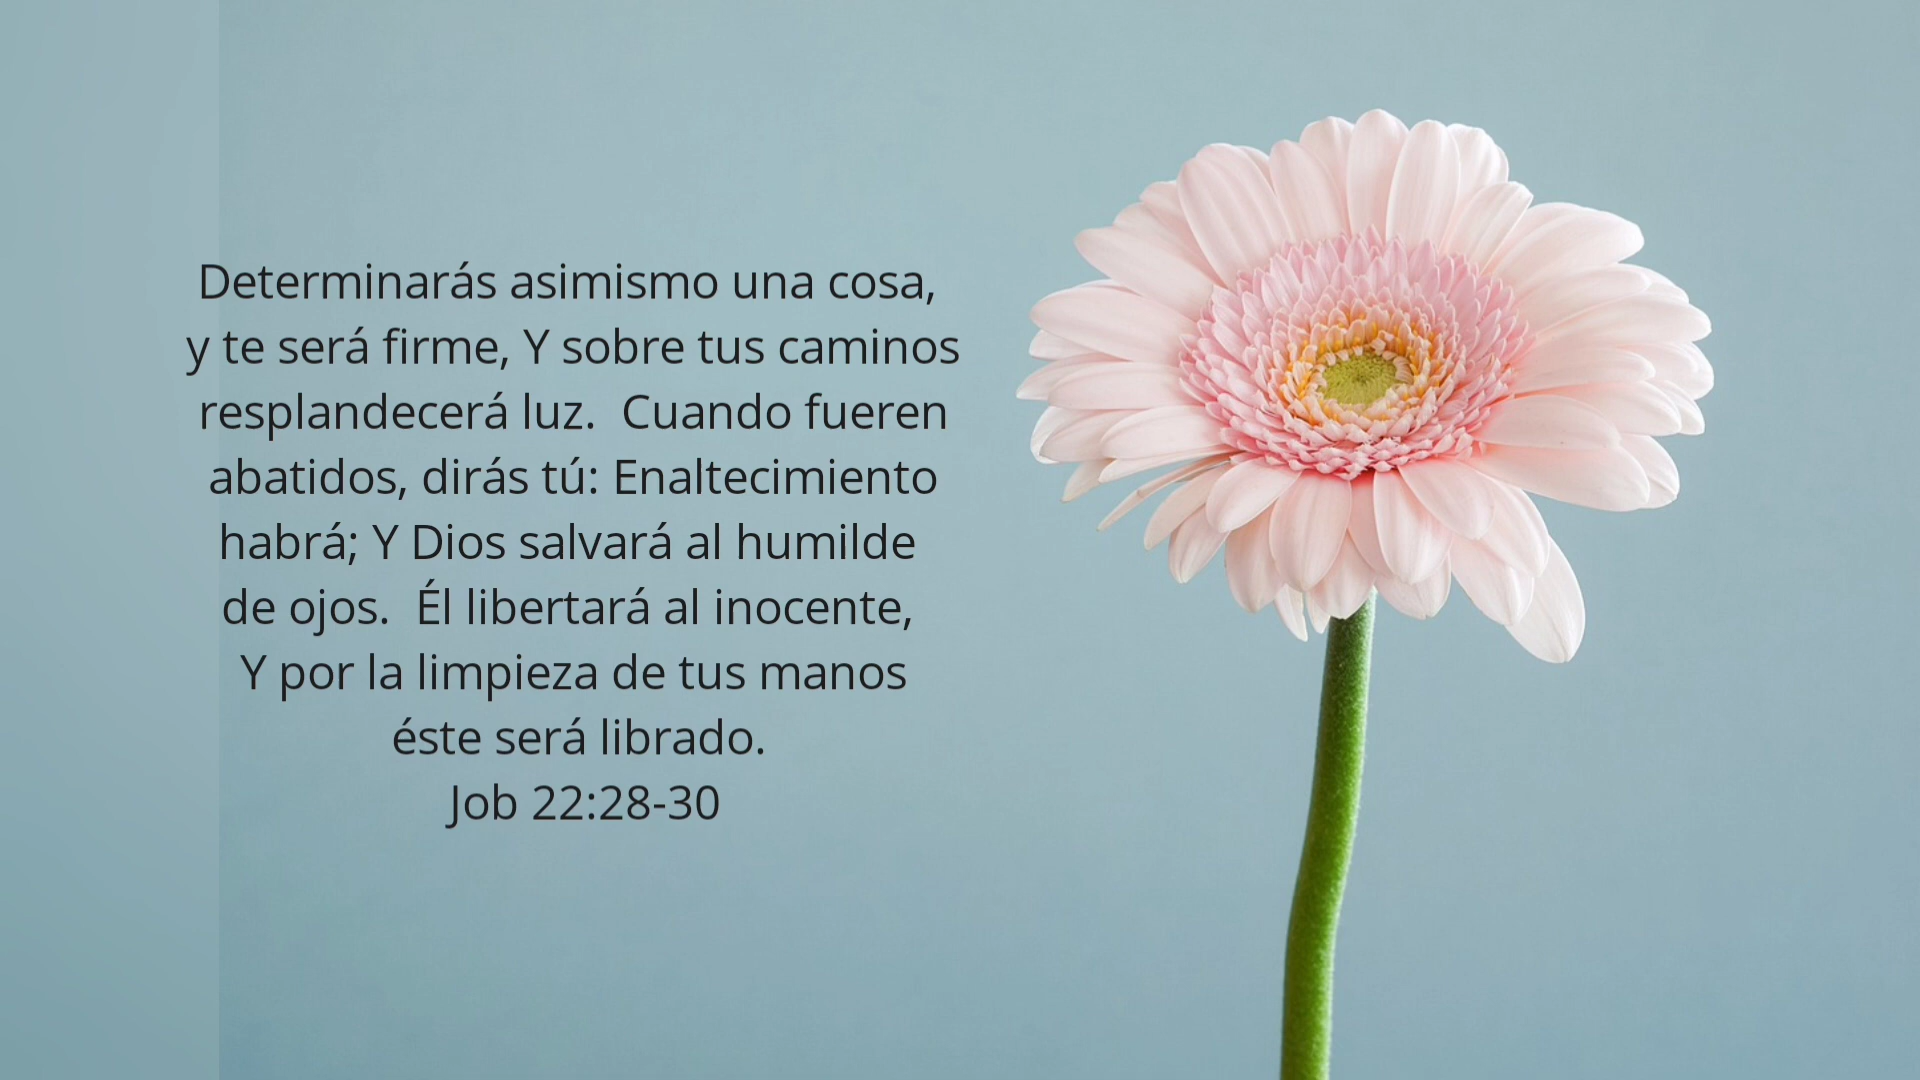 Determinarás asimismo una cosa,
y te será firme, Y sobre tus caminos
resplandecerá luz.  Cuando fueren
abatidos, dirás tú: Enaltecimiento
habrá; Y Dios salvará al humilde
de ojos.  Él libertará al inocente,
Y por la limpieza de tus manos
éste será librado.
Job 22:28-30